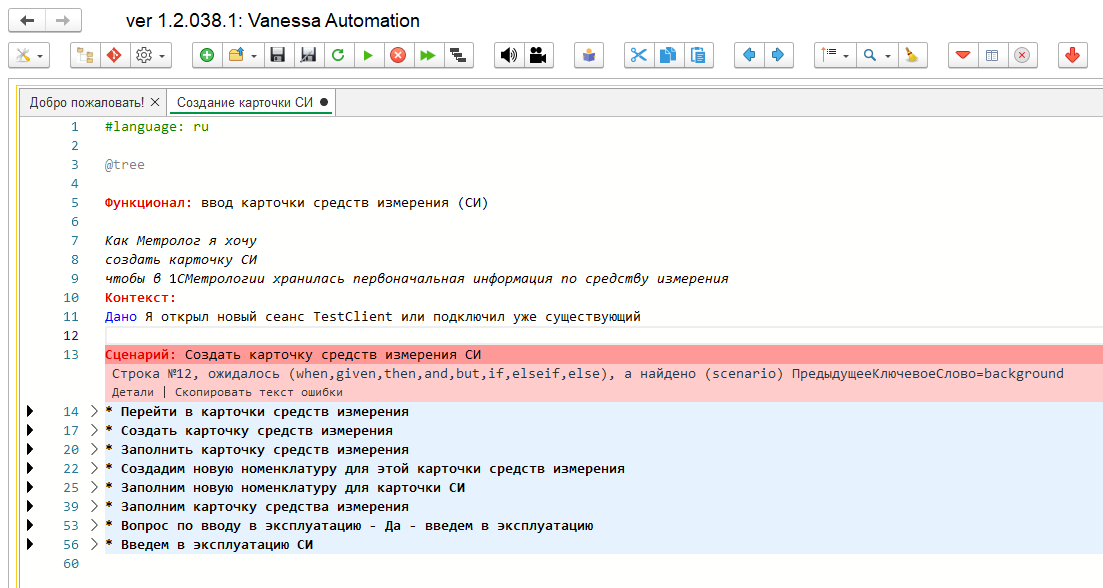 ver 1.2.038.1: Vanessa Automation
Добро пожаловать! × Создание карточки СИ ●
1 #language: ru
2
3 @tree
4
5 Функционал: ввод карточки средств измерения (СИ)
6
7 Как Метролог я хочу
8 создать карточку СИ
9 чтобы в 1СМетрологии хранилась первоначальная информация по средству измерения
10 Контекст:
11 Дано Я открыл новый сеанс TestClient или подключил уже существующий
12
13 Сценарий: Создать карточку средств измерения СИ
Строка №12, ожидалось (when,given,then,and,but,if,elseif,else), а найдено (scenario) ПредыдущееКлючевоеСлово=background
Детали | Скопировать текст ошибки
14 * Перейти в карточки средств измерения
17 * Создать карточку средств измерения
20 * Заполнить карточку средств измерения
22 * Создадим новую номенклатуру для этой карточки средств измерения
25 * Заполним новую номенклатуру для карточки СИ
39 * Заполним карточку средства измерения
53 * Вопрос по вводу в эксплуатацию - Да - введем в эксплуатацию
56 * Введем в эксплуатацию СИ
60